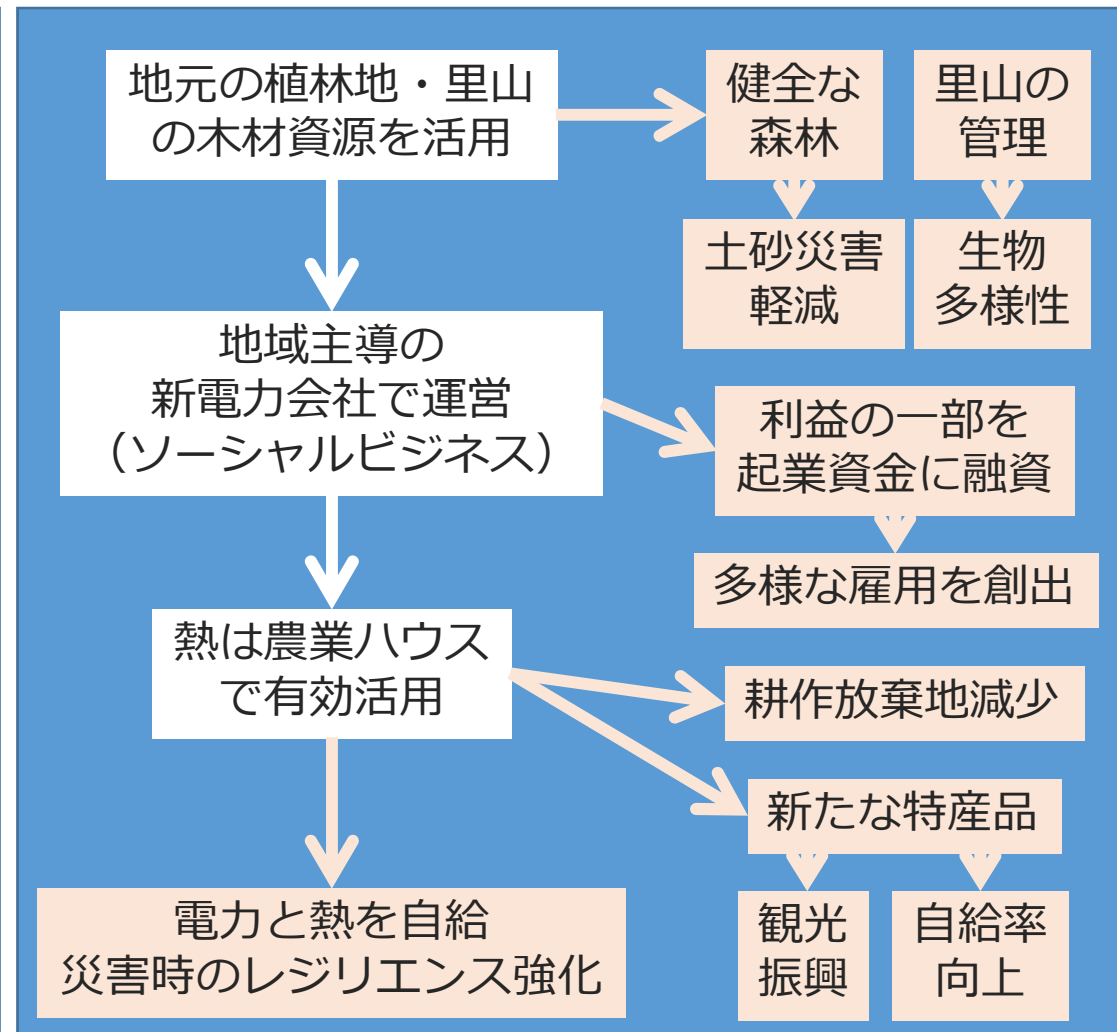 地元の植林地・里山
の木材資源を活用
健全な
森林
里山の
管理
土砂災害
軽減
生物
多様性
地域主導の
新電力会社で運営
（ソーシャルビジネス）
利益の一部を
起業資金に融資
多様な雇用を創出
熱は農業ハウス
で有効活用
耕作放棄地減少
新たな特産品
電力と熱を自給
災害時のレジリエンス強化
観光
振興
自給率
向上